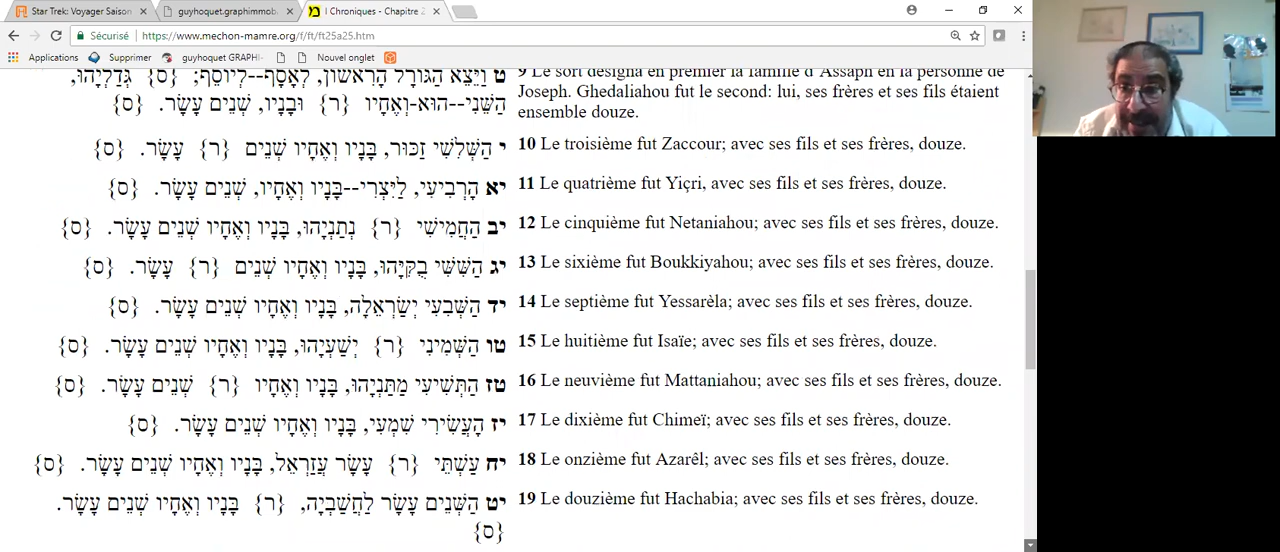 Star Trek: Voyager Saison
guyhoquet.graphimmob
I Chroniques - Chapitre 2
Sécurisé | https://www.mechon-mamre.org/f/ft/ft25a25.htm
Applications Supprimer guyhoquet GRAPHI- Nouvel onglet
ט וַיֵּצֵא הַגּוֹרָל הָרִאשׁוֹן, לְאָסָף--לְיוֹסֵף; {ס} גְּדַלְיָהוּ,
הַשֵּׁנִי--הוּא-וְאֶחָיו {ר} וּבָנָיו, שְׁנֵים עָשָׂר. {ס}
9 Le sort désigna en premier la famille d'Assaph en la personne de
Joseph. Ghedaliahou fut le second: lui, ses frères et ses fils étaient
ensemble douze.
י הַשְּׁלִשִׁי זַכּוּר, בָּנָיו וְאֶחָיו שְׁנֵים {ר} עָשָׂר. {ס}
10 Le troisième fut Zaccour; avec ses fils et ses frères, douze.
יא הָרְבִיעִי, לַיִּצְרִי--בָּנָיו וְאֶחָיו, שְׁנֵים עָשָׂר. {ס}
11 Le quatrième fut Yiçri, avec ses fils et ses frères, douze.
יב הַחֲמִישִׁי {ר} נְתַנְיָהוּ, בָּנָיו וְאֶחָיו שְׁנֵים עָשָׂר. {ס}
12 Le cinquième fut Netaniahou; avec ses fils et ses frères, douze.
יג הַשִּׁשִּׁי בֻקִּיָּהוּ, בָּנָיו וְאֶחָיו שְׁנֵים {ר} עָשָׂר. {ס}
13 Le sixième fut Boukkiyahou; avec ses fils et ses frères, douze.
יד הַשְּׁבִעִי יְשַׂרְאֵלָה, בָּנָיו וְאֶחָיו שְׁנֵים עָשָׂר. {ס}
14 Le septième fut Yessarèla; avec ses fils et ses frères, douze.
טו הַשְּׁמִינִי {ר} יְשַׁעְיָהוּ, בָּנָיו וְאֶחָיו שְׁנֵים עָשָׂר. {ס}
15 Le huitième fut Isaïe; avec ses fils et ses frères, douze.
טז הַתְּשִׁיעִי מַתַּנְיָהוּ, בָּנָיו וְאֶחָיו {ר} שְׁנֵים עָשָׂר. {ס}
16 Le neuvième fut Mattaniahou; avec ses fils et ses frères, douze.
יז הָעֲשִׂירִי שִׁמְעִי, בָּנָיו וְאֶחָיו שְׁנֵים עָשָׂר. {ס}
17 Le dixième fut Chimeï; avec ses fils et ses frères, douze.
יח עַשְׁתֵּי {ר} עָשָׂר עֲזַרְאֵל, בָּנָיו וְאֶחָיו שְׁנֵים עָשָׂר. {ס}
18 Le onzième fut Azarêl; avec ses fils et ses frères, douze.
יט הַשְּׁנֵים עָשָׂר לַחֲשַׁבְיָה, {ר} בָּנָיו וְאֶחָיו שְׁנֵים עָשָׂר.
{ס}
19 Le douzième fut Hachabia; avec ses fils et ses frères, douze.